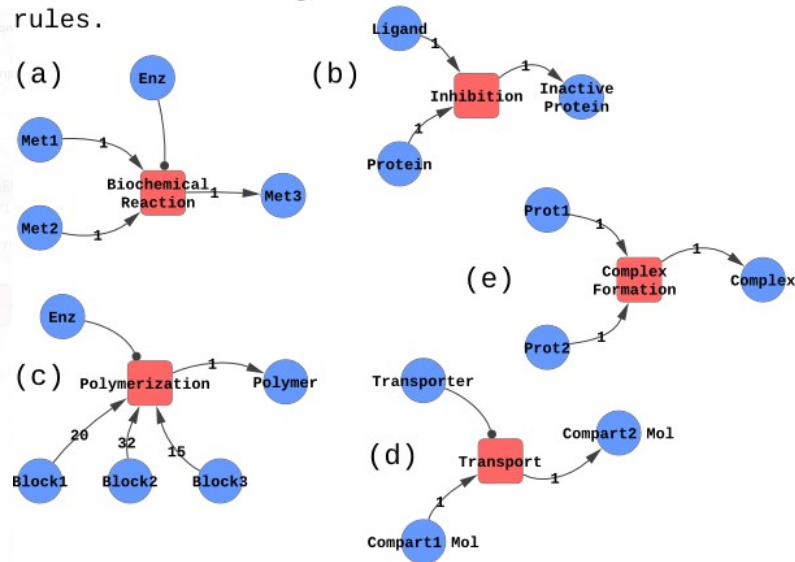 rules.
(a)
Enz
Met1
1
Biochemical
Reaction
1
Met3
Met2
1
(b)
Ligand
1
Inhibition
1
Inactive
Protein
1
Protein
(e)
Prot1
1
Complex
Formation
1
Complex
Prot2
1
(c)
Enz
Polymerization
1
Polymer
20
32
15
Block1
Block2
Block3
(d)
Transporter
Transport
Compart2 Mol
1
1
Compart1 Mol